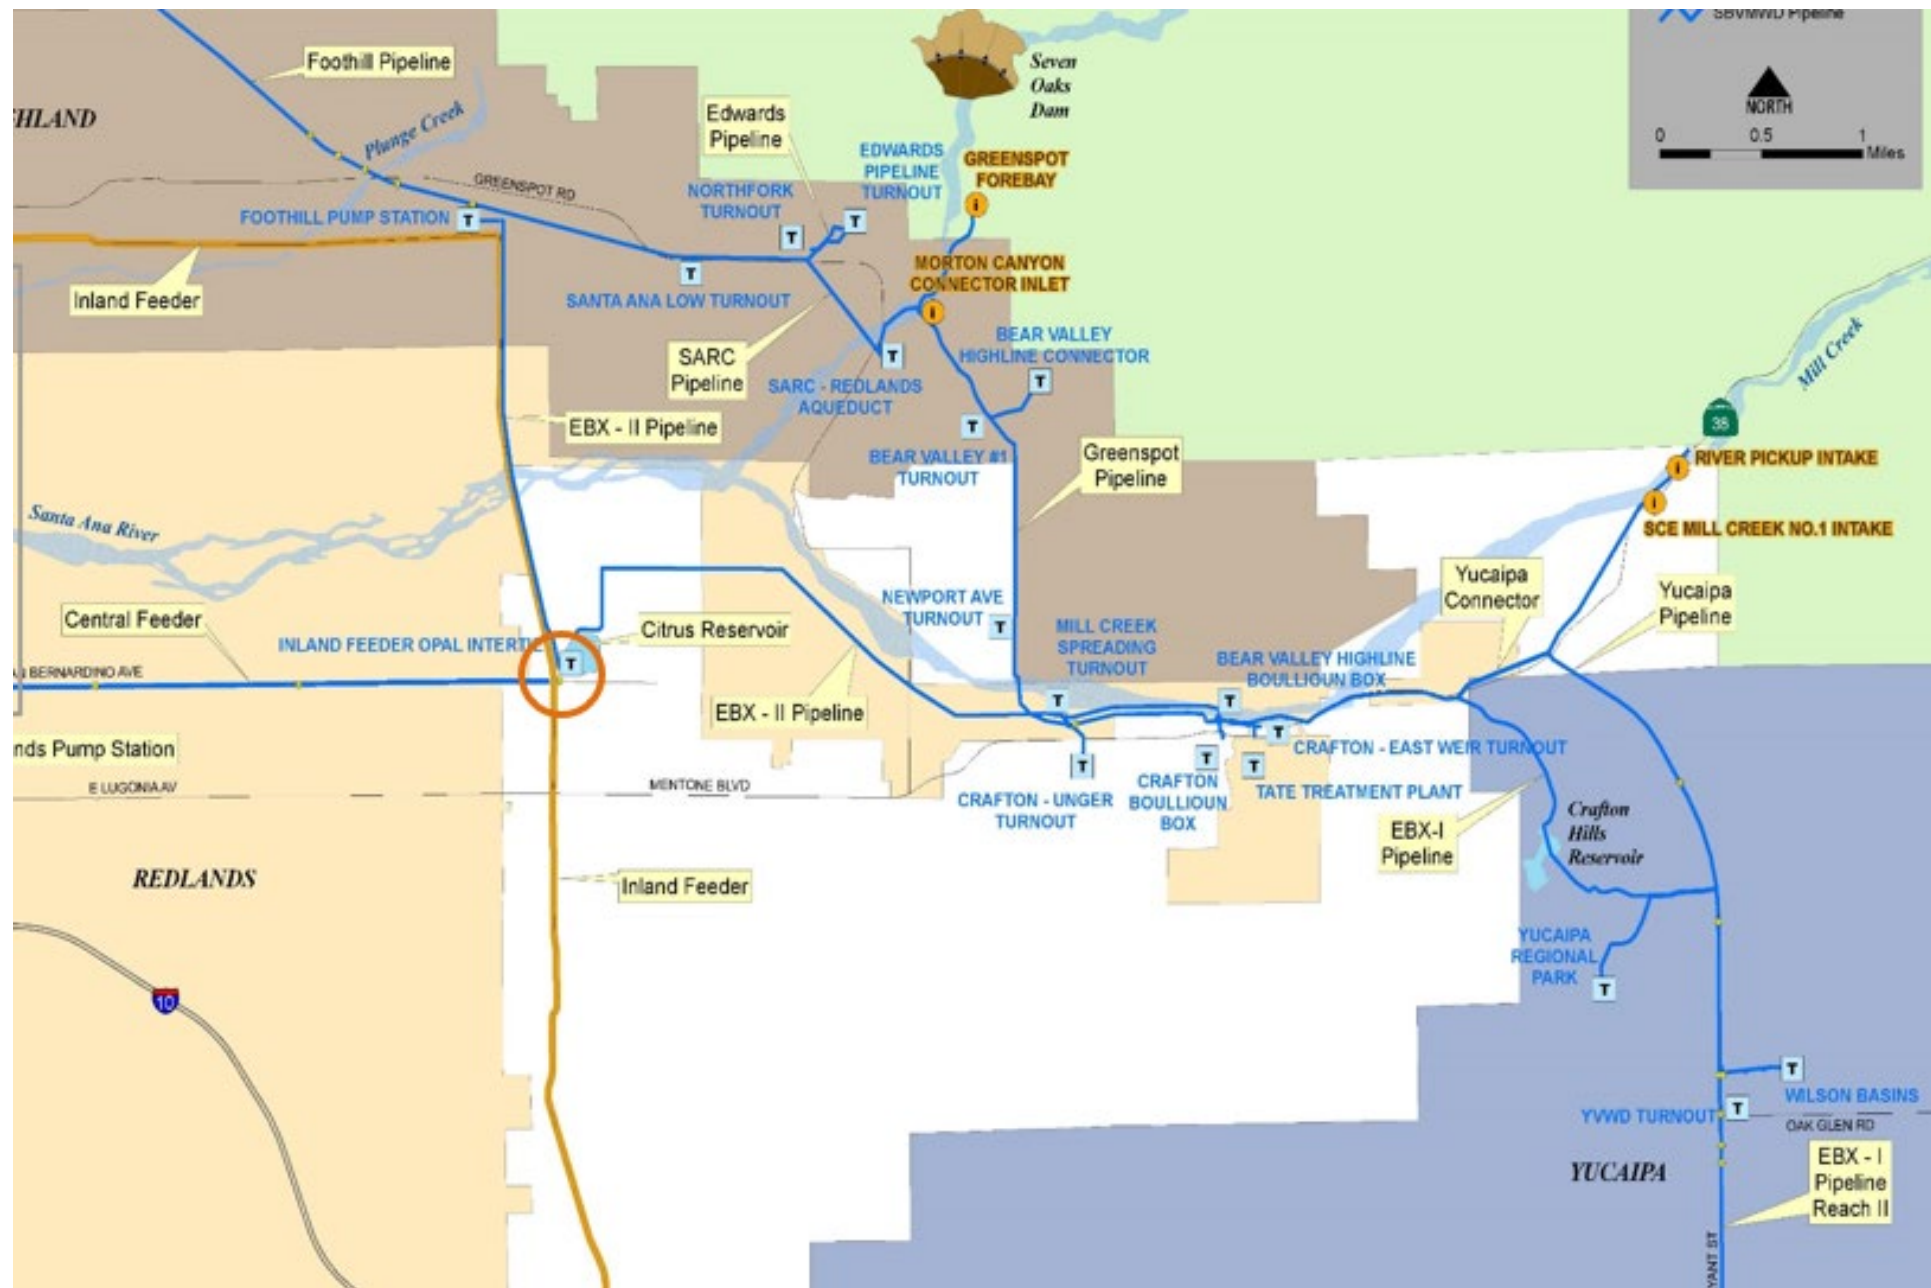 SBVMWD Pipeline
NORTH
0 0.5 1
Miles
Foothill Pipeline
Seven
Oaks
Dam
HLAND
Plunge Creek
Edwards
Pipeline
EDWARDS
PIPELINE
TURNOUT
GREENSPOT
FOREBAY
GREENSPOT RD
NORTHFORK
TURNOUT
i
FOOTHILL PUMP STATION
T
T
T
Inland Feeder
T
SANTA ANA LOW TURNOUT
MORTON CANYON
CONNECTOR INLET
i
BEAR VALLEY
HIGHLINE CONNECTOR
T
SARC
Pipeline
T
SARC - REDLANDS
AQUEDUCT
Mill Creek
38
EBX - II Pipeline
T
BEAR VALLEY #1
TURNOUT
Greenspot
Pipeline
i
RIVER PICKUP INTAKE
i
SCE MILL CREEK NO.1 INTAKE
Santa Ana River
Central Feeder
INLAND FEEDER OPAL INTERTIE
T
Citrus Reservoir
NEWPORT AVE
TURNOUT
T
MILL CREEK
SPREADING
TURNOUT
T
Yucaipa
Connector
Yucaipa
Pipeline
BERNARDINO AVE
BEAR VALLEY HIGHLINE
BOULLIOUN BOX
T
EBX - II Pipeline
nds Pump Station
T
CRAFTON - EAST WEIR TURNOUT
T
T
T
E LUGONIA AV
MENTONE BLVD
CRAFTON - UNGER
TURNOUT
CRAFTON
BOULLIOUN
BOX
TATE TREATMENT PLANT
EBX-I
Pipeline
Crafton
Hills
Reservoir
REDLANDS
Inland Feeder
10
YUCAIPA
REGIONAL
PARK
T
T
WILSON BASINS
YVWD TURNOUT
T
OAK GLEN RD
YUCAIPA
EBX - I
Pipeline
Reach II
YANT ST